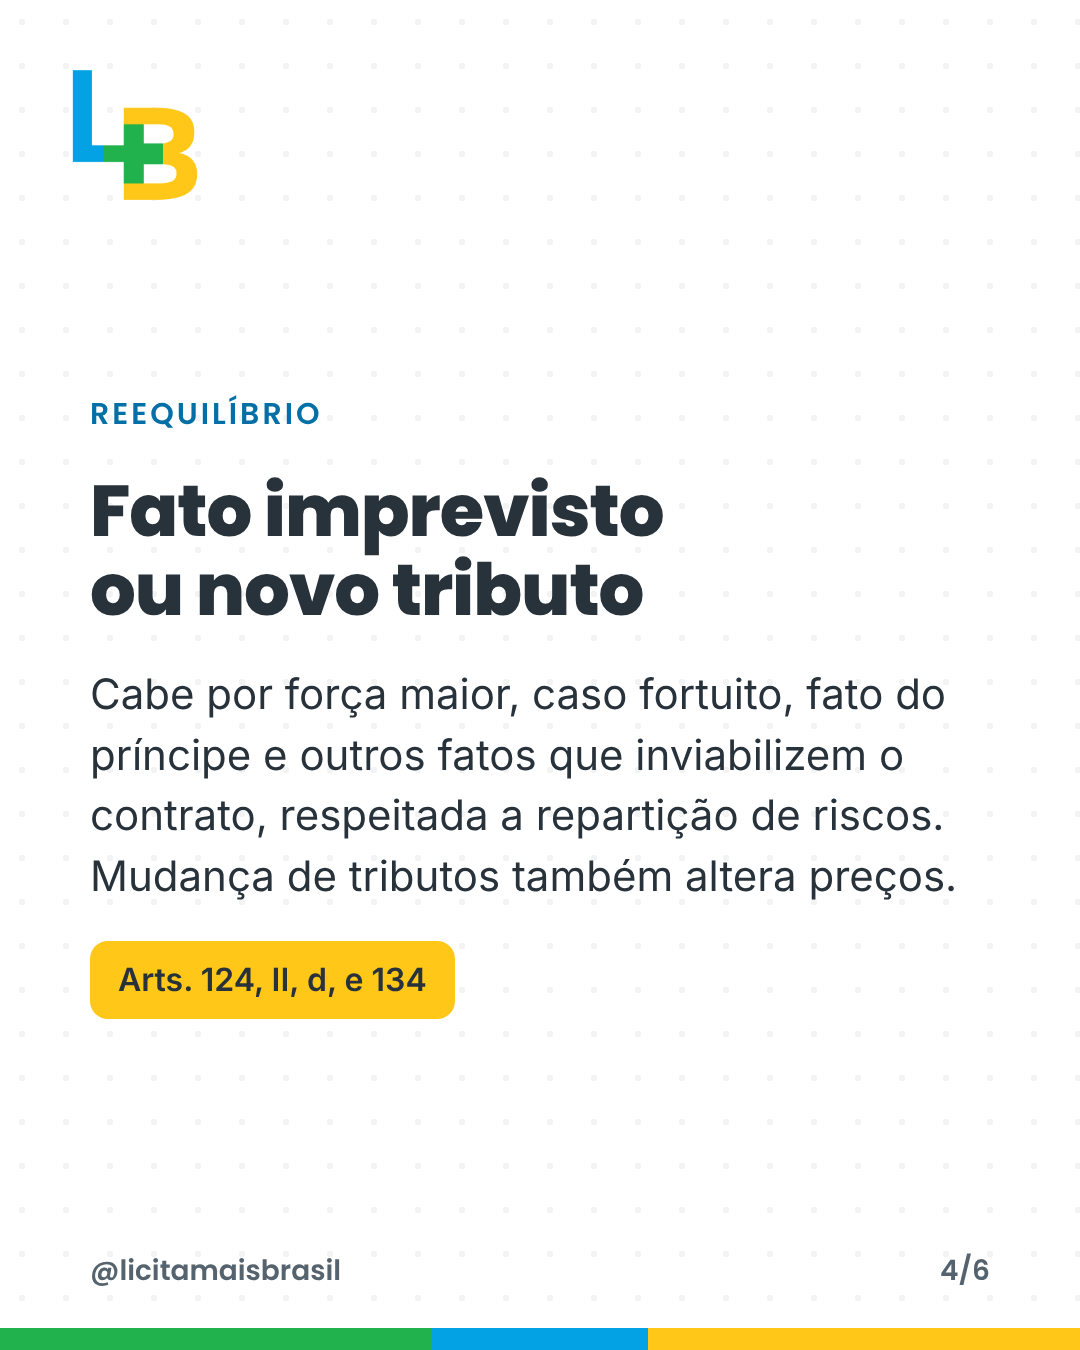 L+B
REEQUILÍBRIO
Fato imprevisto
ou novo tributo
Cabe por força maior, caso fortuito, fato do
príncipe e outros fatos que inviabilizem o
contrato, respeitada a repartição de riscos.
Mudança de tributos também altera preços.
Arts. 124, II, d, e 134
@licitamaisbrasil
4/6